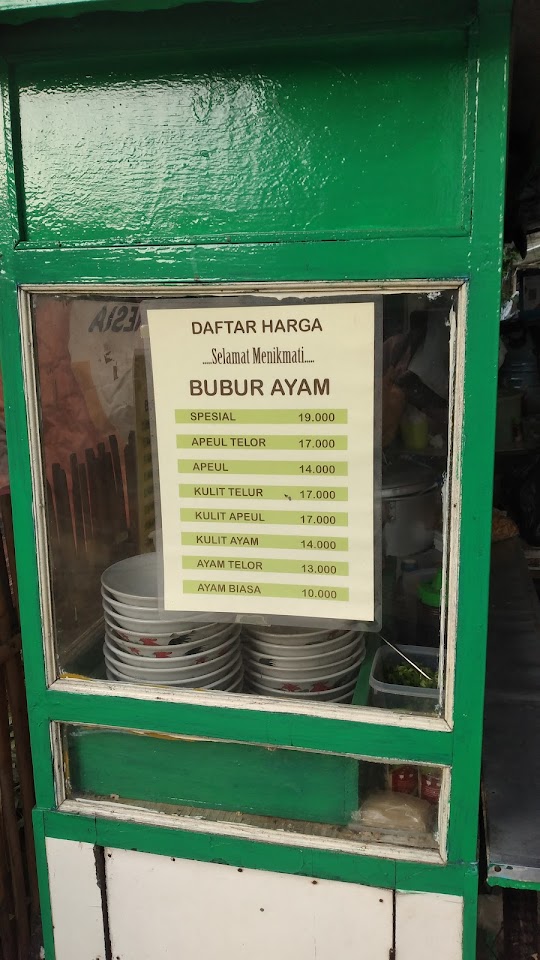 DAFTAR HARGA
.....Selamat Menikmati.....
BUBUR AYAM
SPESIAL 19.000
APEUL TELOR 17.000
APEUL 14.000
KULIT TELUR 17.000
KULIT APEUL 17.000
KULIT AYAM 14.000
AYAM TELOR 13.000
AYAM BIASA 10.000